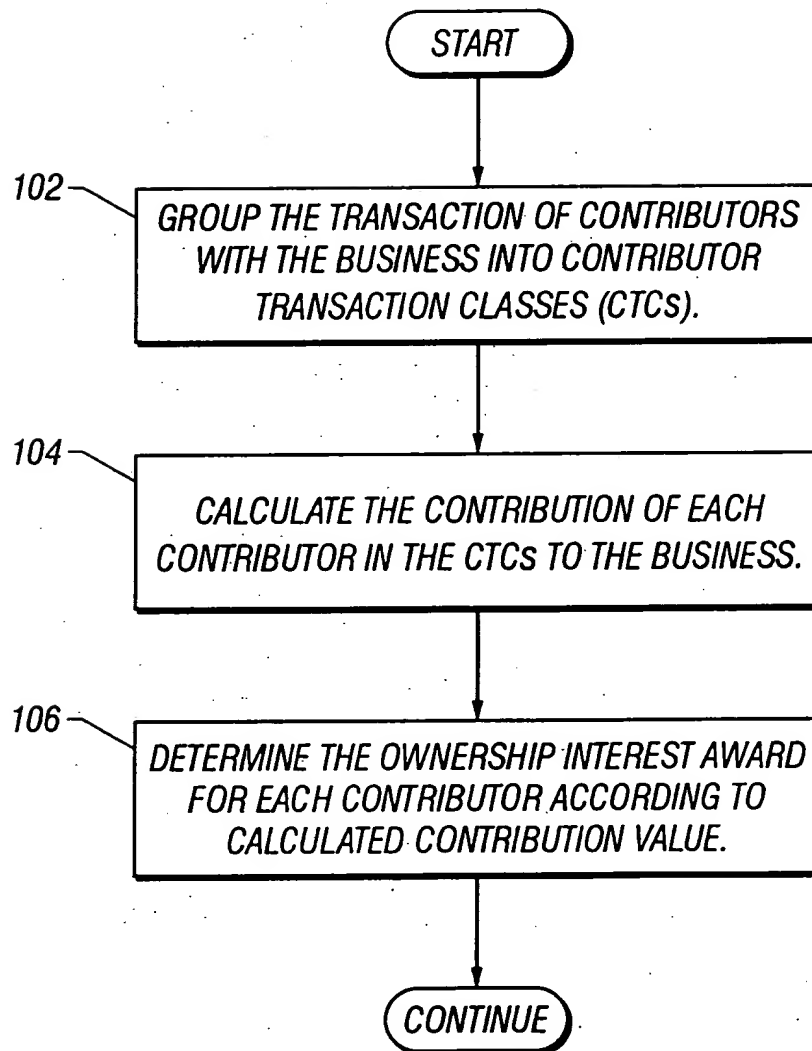 START
102
GROUP THE TRANSACTION OF CONTRIBUTORS
WITH THE BUSINESS INTO CONTRIBUTOR
TRANSACTION CLASSES (CTCs).
104
CALCULATE THE CONTRIBUTION OF EACH
CONTRIBUTOR IN THE CTCs TO THE BUSINESS.
106
DETERMINE THE OWNERSHIP INTEREST AWARD
FOR EACH CONTRIBUTOR ACCORDING TO
CALCULATED CONTRIBUTION VALUE.
CONTINUE